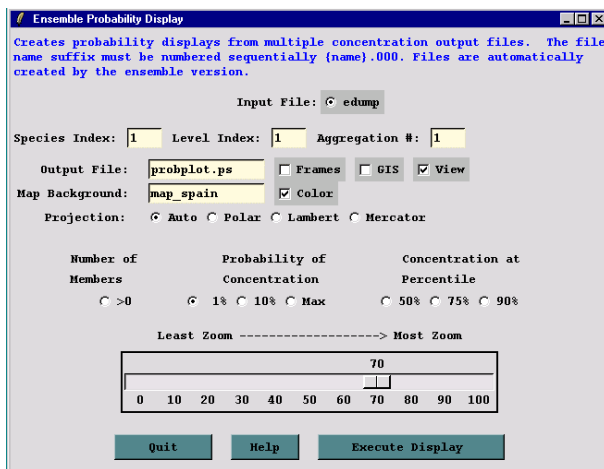 Ensemble Probability Display
Creates probability displays from multiple concentration output files. The file
name suffix must be numbered sequentially {name}.000. Files are automatically
created by the ensemble version.
Input File: edump
Species Index: 1 Level Index: 1 Aggregation #: 1
Output File: probplot.ps Frames GIS View
Map Background: map_spain Color
Projection: Auto Polar Lambert Mercator
Number of Probability of Concentration at
Members Concentration Percentile
>0 1% 10% Max 50% 75% 90%
Least Zoom --------------------> Most Zoom
70
0 10 20 30 40 50 60 70 80 90 100
Quit Help Execute Display